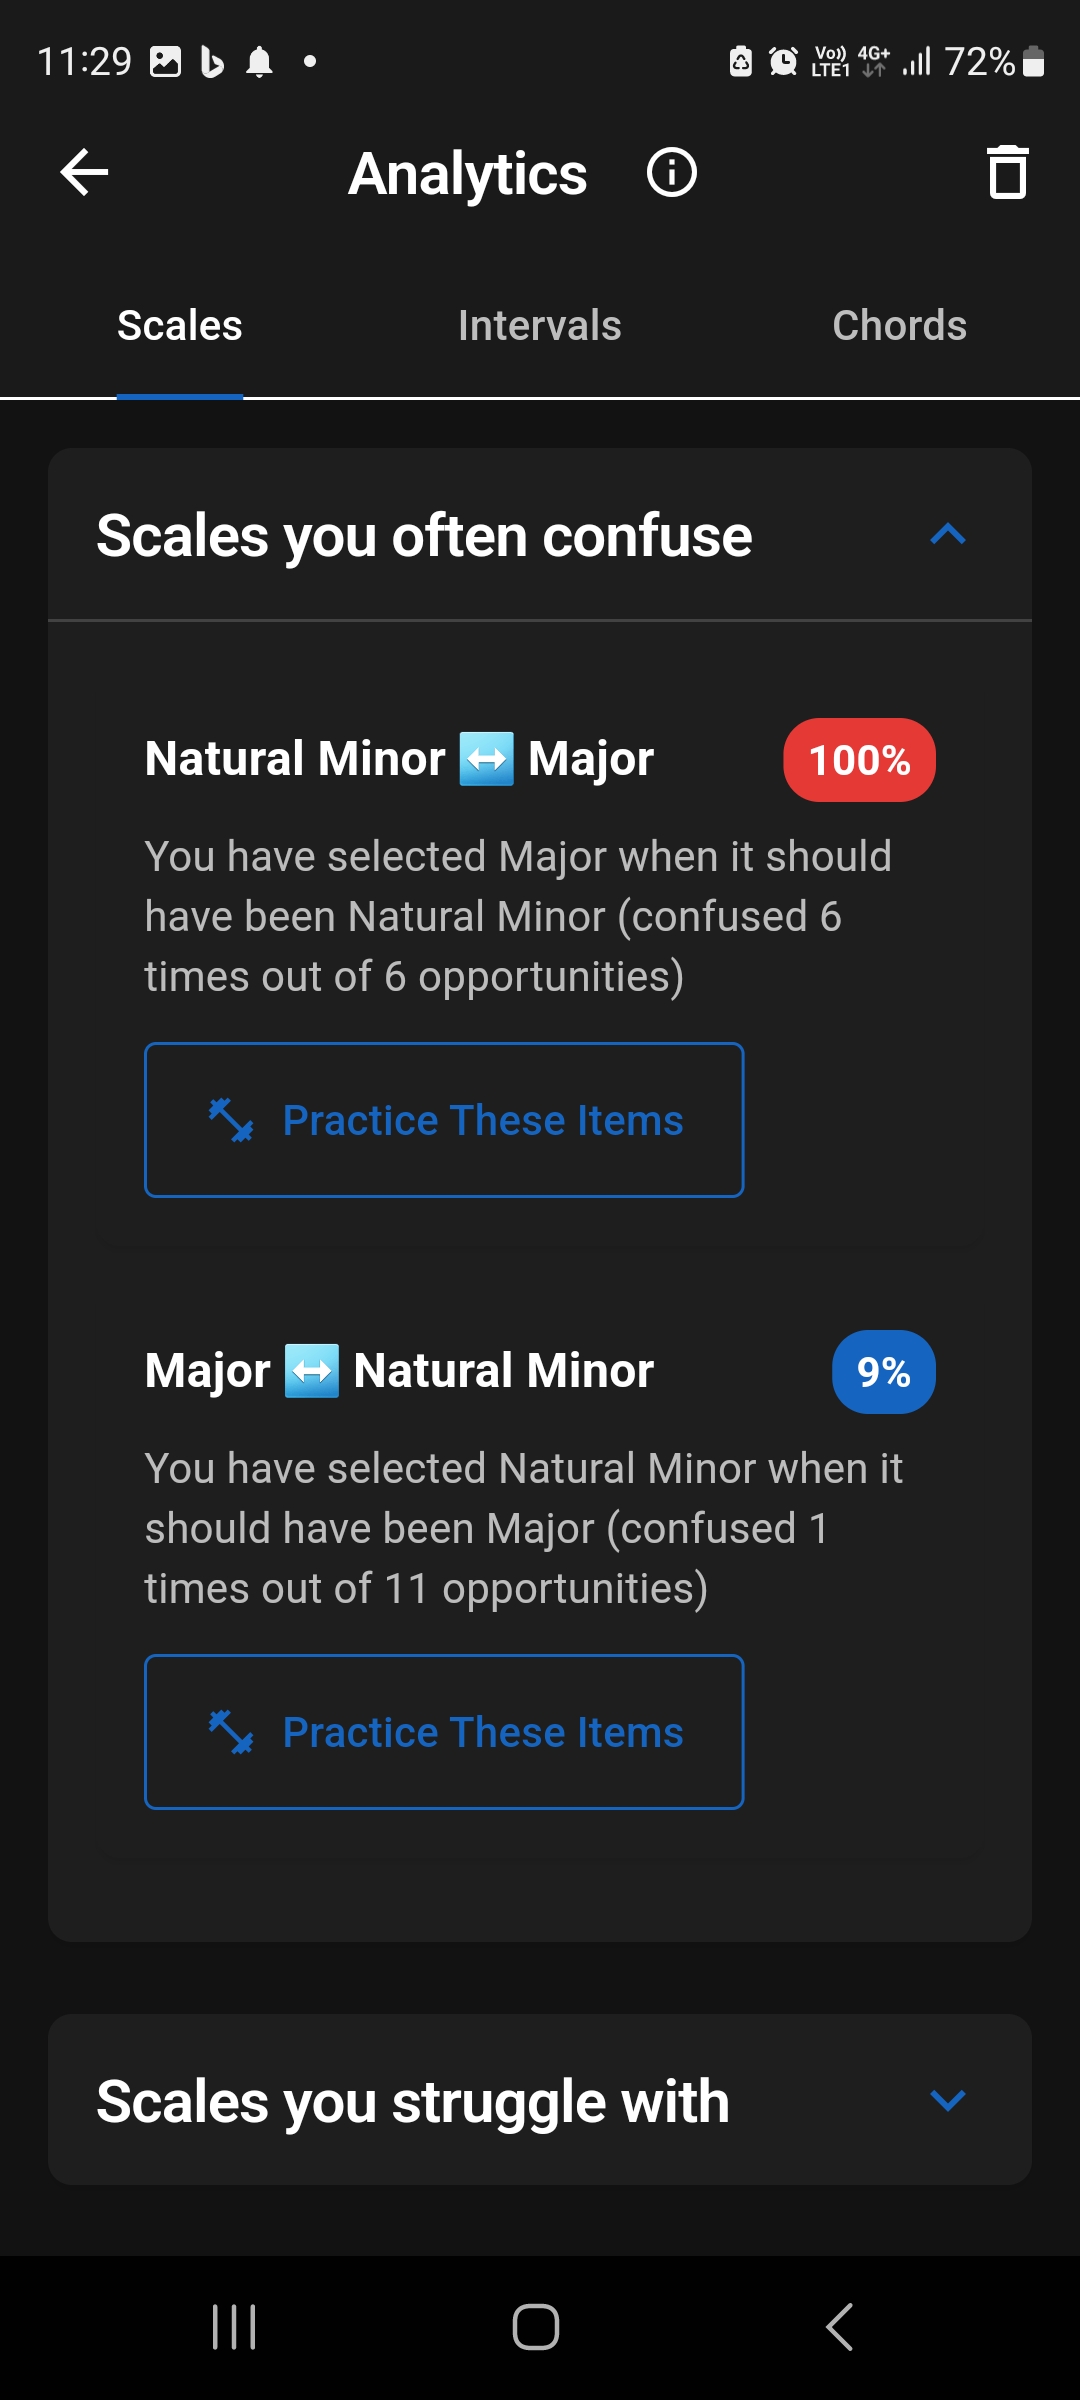 11:29
Vo)) LTE1 4G+ 72%
Analytics
Scales Intervals Chords
Scales you often confuse
Natural Minor ↔️ Major 100%
You have selected Major when it should
have been Natural Minor (confused 6
times out of 6 opportunities)
Practice These Items
Major ↔️ Natural Minor 9%
You have selected Natural Minor when it
should have been Major (confused 1
times out of 11 opportunities)
Practice These Items
Scales you struggle with